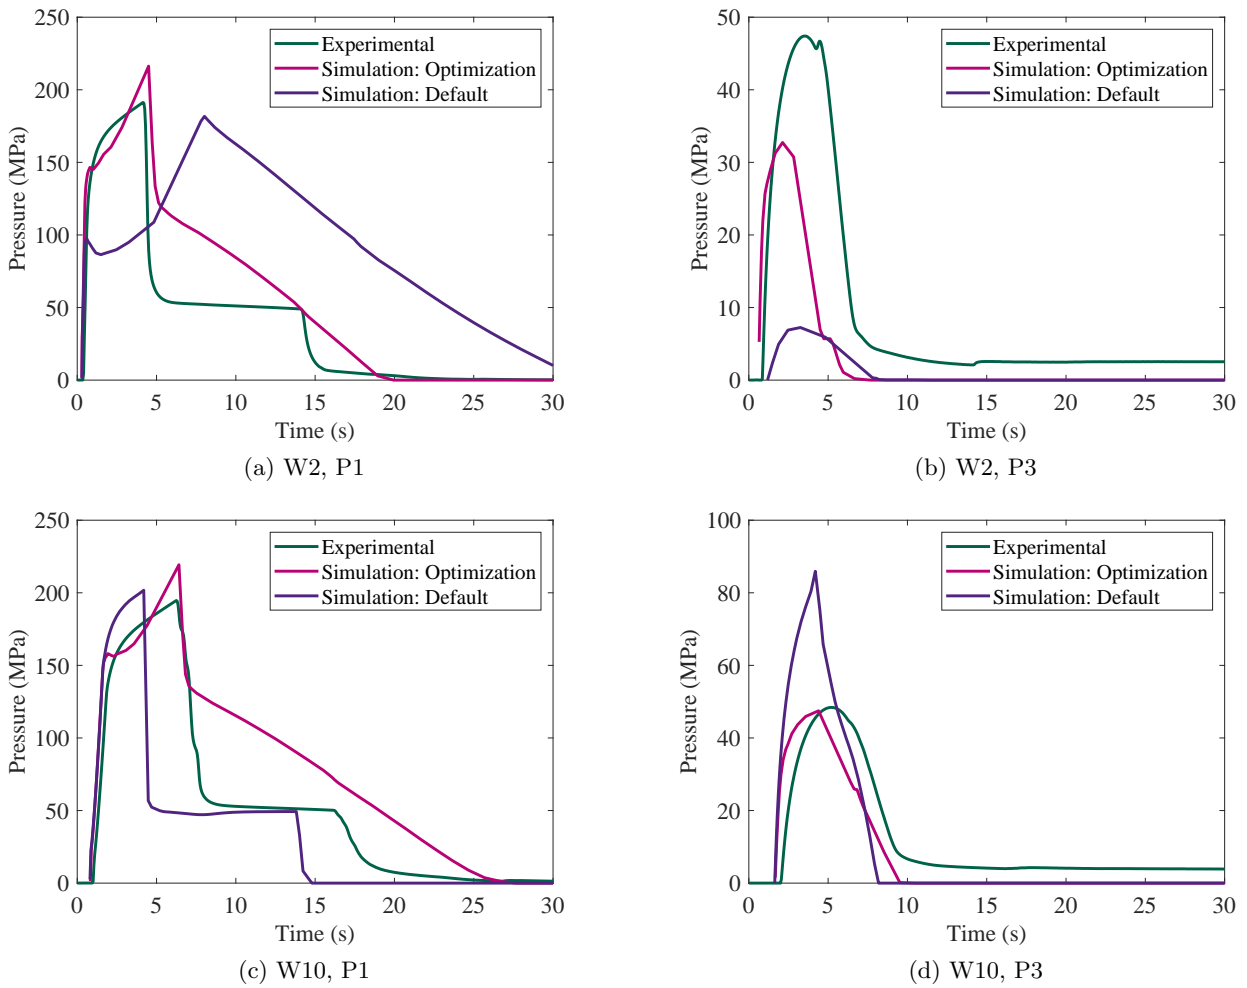 250
200
150
100
50
0
Pressure (MPa)
Experimental
Simulation: Optimization
Simulation: Default
0 5 10 15 20 25 30
Time (s)
(a) W2, P1
50
40
30
20
10
0
Pressure (MPa)
Experimental
Simulation: Optimization
Simulation: Default
0 5 10 15 20 25 30
Time (s)
(b) W2, P3
250
200
150
100
50
0
Pressure (MPa)
Experimental
Simulation: Optimization
Simulation: Default
0 5 10 15 20 25 30
Time (s)
(c) W10, P1
100
80
60
40
20
0
Pressure (MPa)
Experimental
Simulation: Optimization
Simulation: Default
0 5 10 15 20 25 30
Time (s)
(d) W10, P3